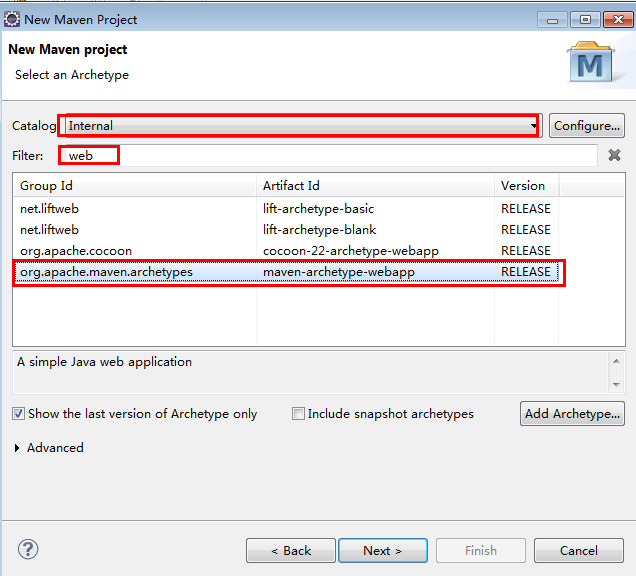 New Maven Project
New Maven project
Select an Archetype
M
Catalog Internal Configure...
Filter: web
Group Id Artifact Id Version
net.liftweb lift-archetype-basic RELEASE
net.liftweb lift-archetype-blank RELEASE
org.apache.cocoon cocoon-22-archetype-webapp RELEASE
org.apache.maven.archetypes maven-archetype-webapp RELEASE
A simple Java web application
Show the last version of Archetype only Include snapshot archetypes Add Archetype...
Advanced
? < Back Next > Finish Cancel